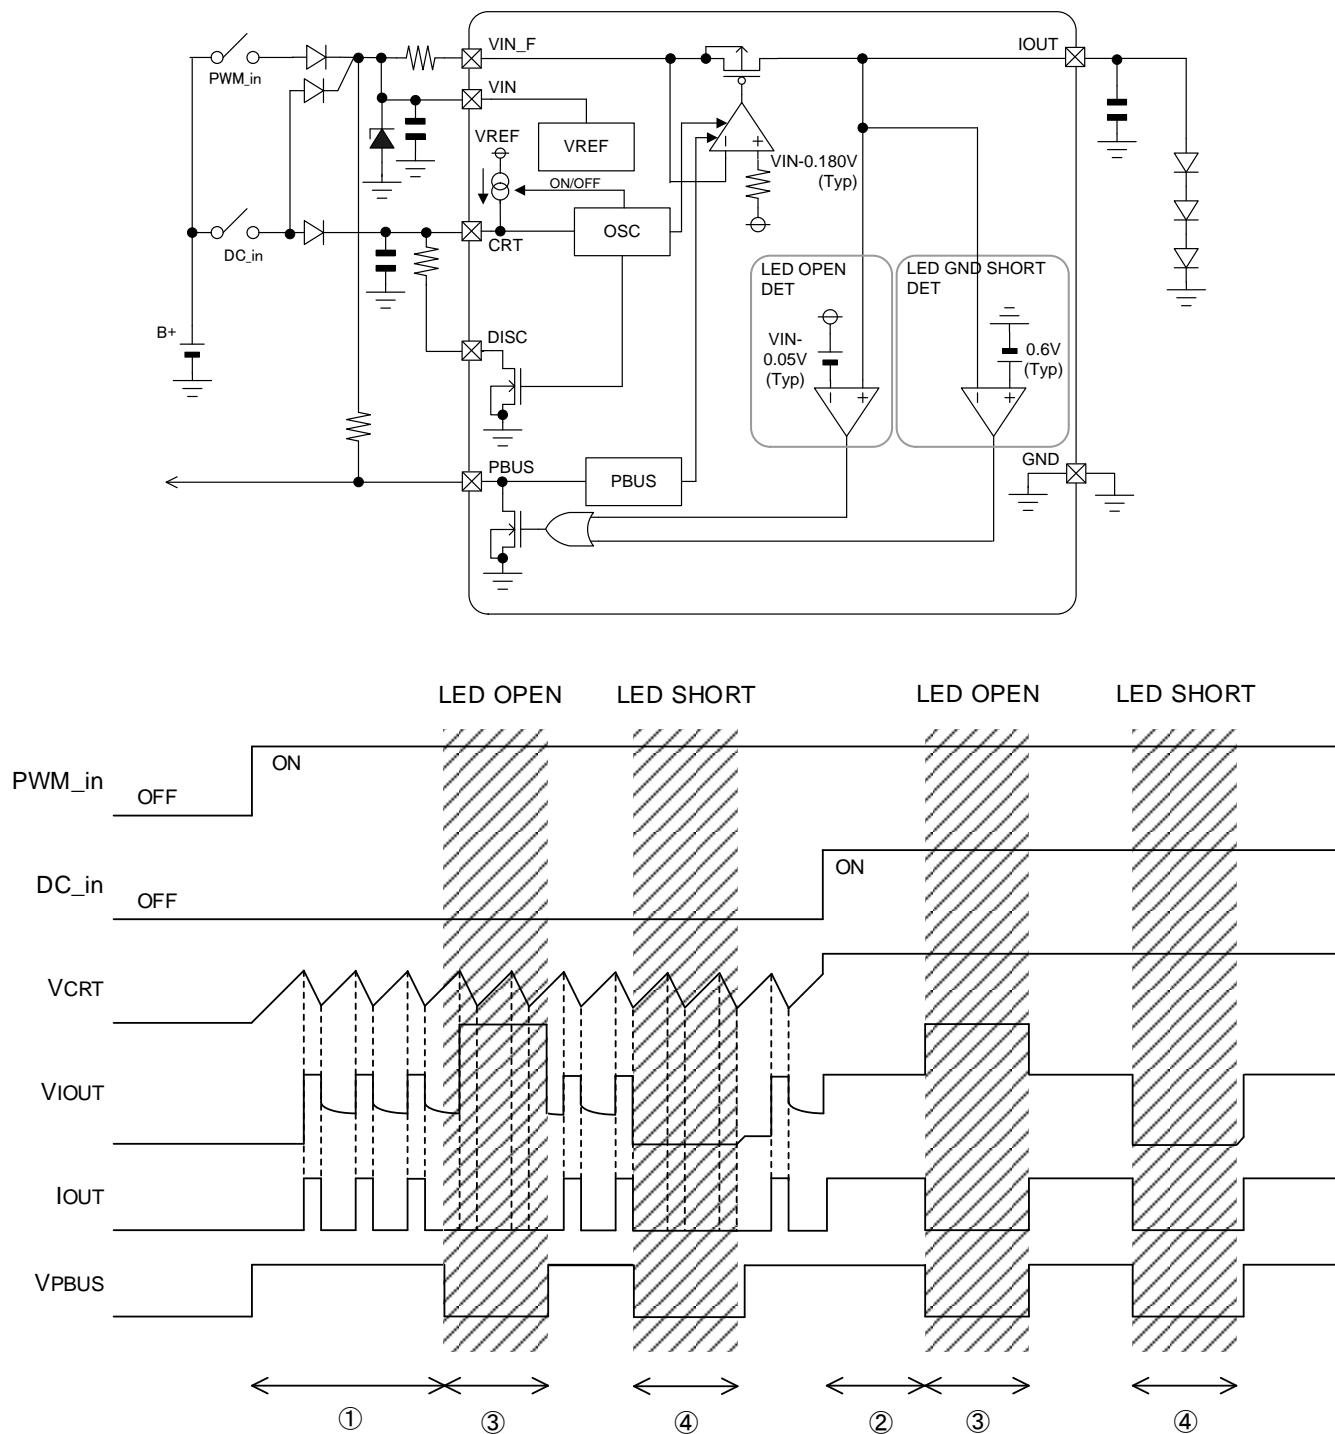 VIN_F
IOUT
PWM_in
VIN
VREF
VREF
VIN-0.180V
(Typ)
ON/OFF
OSC
CRT
DC_in
LED OPEN
DET
LED GND SHORT
DET
B+
DISC
VIN-
0.05V
(Typ)
0.6V
(Typ)
PBUS
PBUS
GND
LED OPEN
LED SHORT
LED OPEN
LED SHORT
PWM_in
OFF
ON
DC_in
OFF
ON
VCRT
VIOUT
IOUT
VPBUS
①
③
④
②
③
④